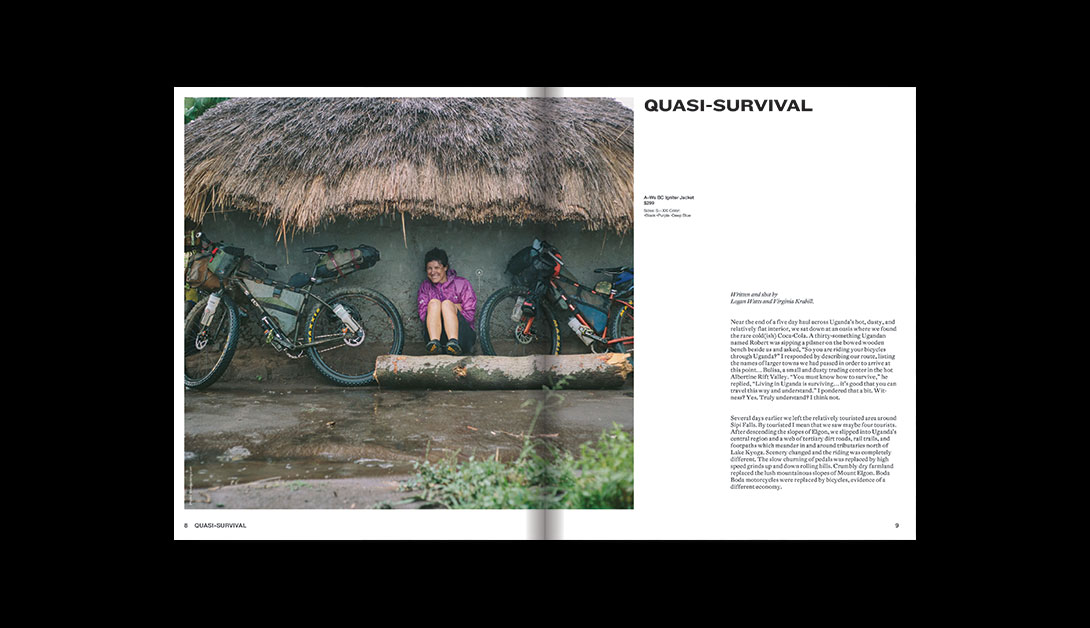 QUASI-SURVIVAL
A/Wa BC Igniter Jacket
$299
Written and shot by
Logan Watts and Virginia Krabill.
Near the end of a five day haul across Uganda's hot, dusty, and
relatively flat interior, we sat down at an oasis where we found
the rare cold(ish) Coca-Cola. A thirty-something Ugandan
named Robert was sipping a pilsner on the bowed wooden
bench beside us and asked, "So you are riding your bicycles
through Uganda?" I responded by describing our route, listing
the names of larger towns we had passed in order to arrive at
this point... Bulisa, a small and dusty trading center in the hot
Albertine Rift Valley. "You must know how to survive," he
replied, "Living in Uganda is surviving... it's good that you can
travel this way and understand." I pondered that a bit. Wit-
ness? Yes. Truly understand? I think not.
Several days earlier we left the relatively touristed area around
Sipi Falls. By touristed I mean that we saw maybe four tourists.
After descending the slopes of Elgon, we slipped into Uganda's
central region and a web of tertiary dirt roads, rail trails, and
footpaths which meander in and around tributaries north of
Lake Kyoga. Scenery changed and the riding was completely
different. The slow churning of pedals was replaced by high
speed grinds up and down rolling hills. Crumbly dry farmland
replaced the lush mountainous slopes of Mount Elgon. Boda
Boda motorcycles were replaced by bicycles, evidence of a
different economy.
8 QUASI-SURVIVAL
9